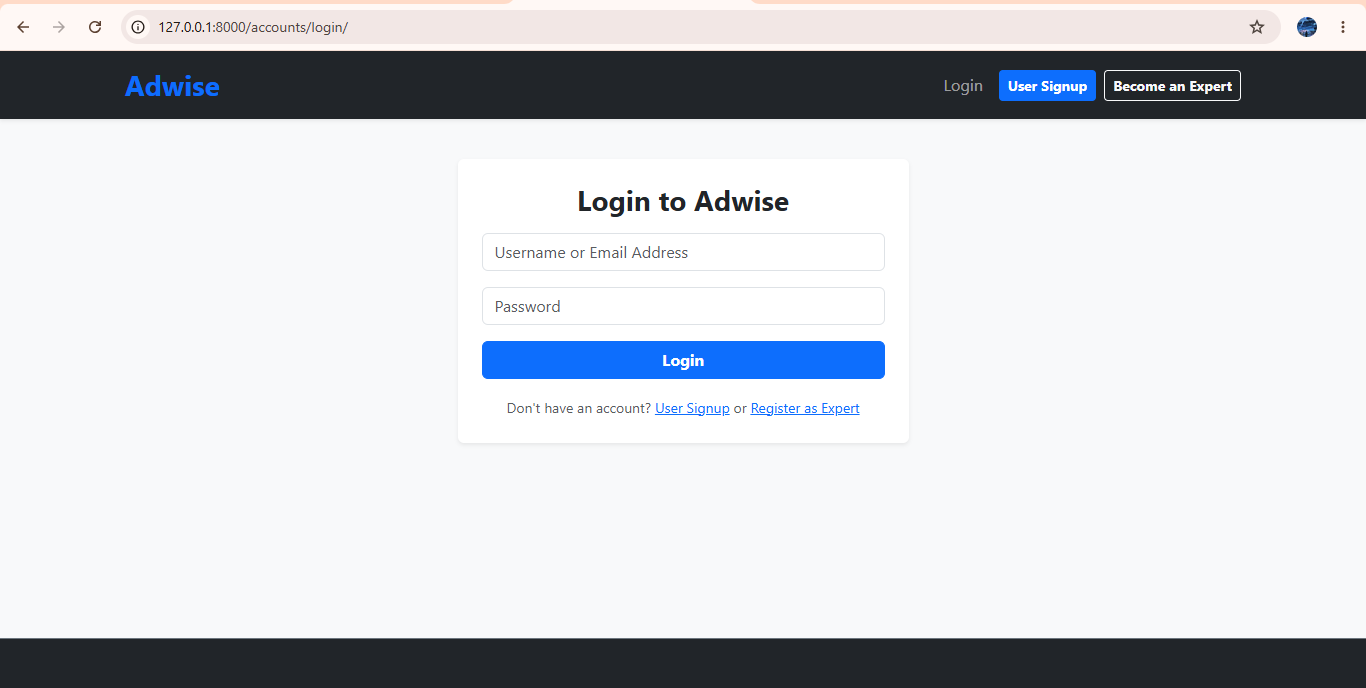 127.0.0.1:8000/accounts/login/
Adwise
Login
User Signup
Become an Expert
Login to Adwise
Username or Email Address
Password
Login
Don't have an account? User Signup or Register as Expert